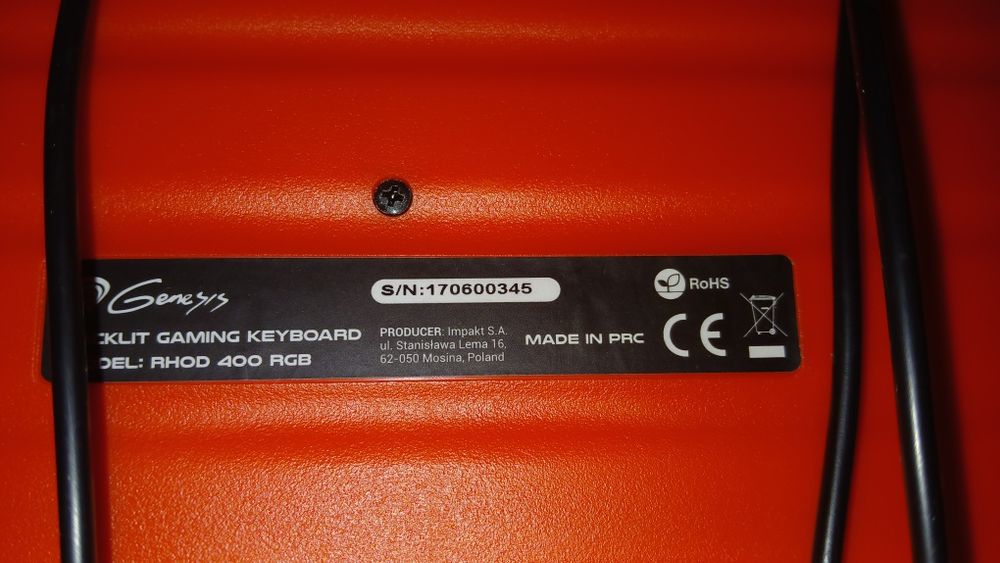 Genesis
CKLIT GAMING KEYBOARD
DEL: RHOD 400 RGB
S/N:170600345
PRODUCER: Impakt S.A.
ul. Stanisława Lema 16,
62-050 Mosina, Poland
MADE IN PRC
RoHS
CE